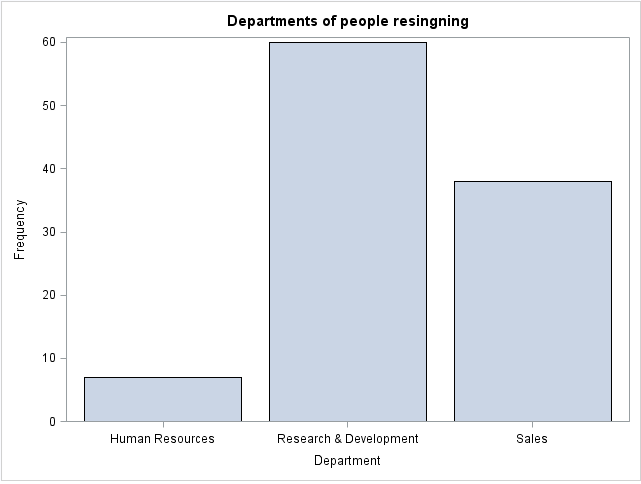 Departments of people resingning
60
50
40
30
20
10
0
Frequency
Human Resources
Research & Development
Sales
Department